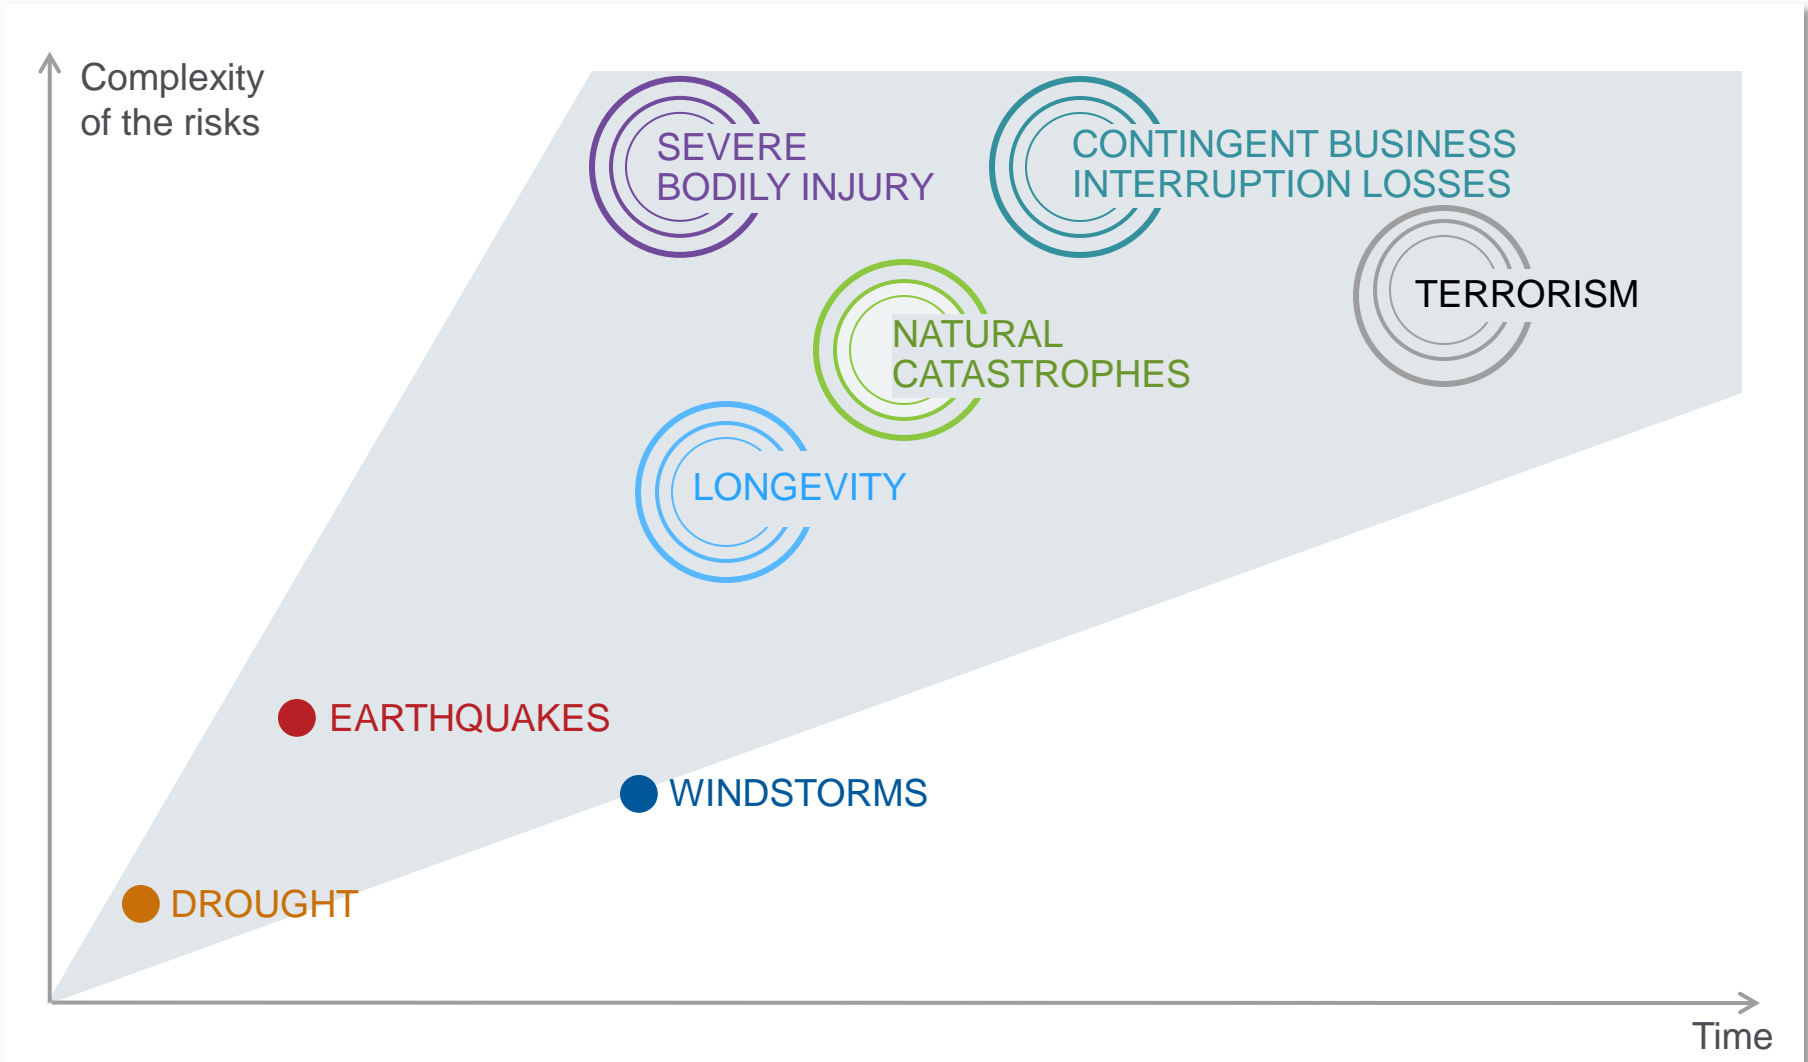 Complexity
of the risks
SEVERE
BODILY INJURY
CONTINGENT BUSINESS
INTERRUPTION LOSSES
TERRORISM
NATURAL
CATASTROPHES
LONGEVITY
EARTHQUAKES
WINDSTORMS
DROUGHT
Time